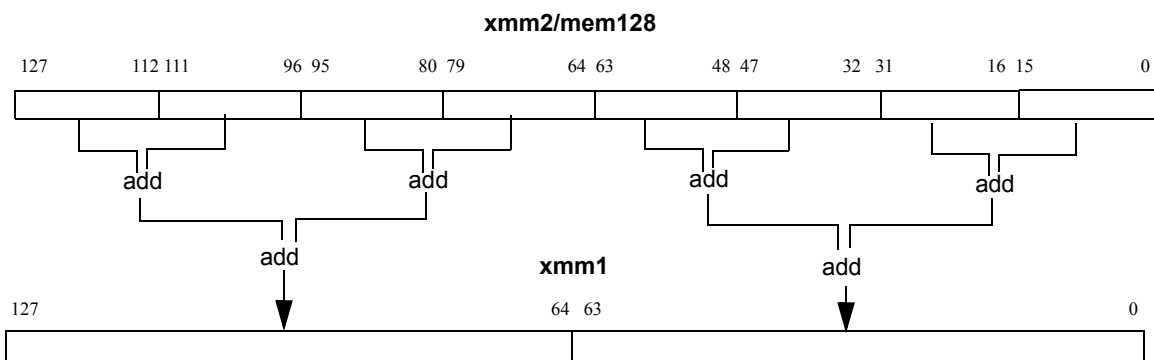 xmm2/mem128
127 112 111 96 95 80 79 64 63 48 47 32 31 16 15 0
add add add add
add add
xmm1
127 64 63 0